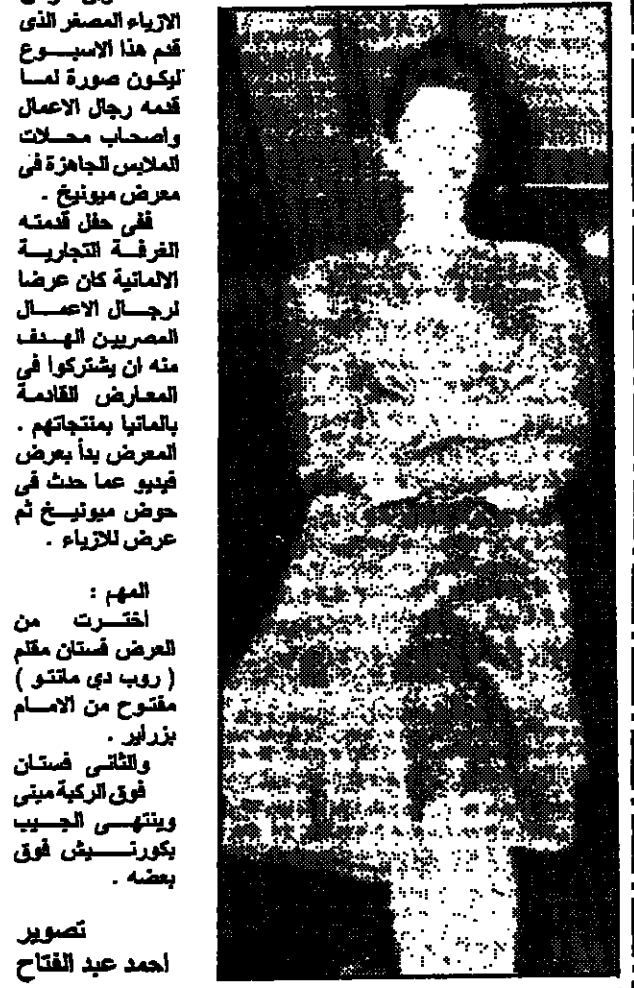 الازياء المصغر الذى
قدم هذا الاسبوع
ليكون صورة لما
قدمه رجال الاعمال
واصحاب محلات
الملابس الجاهزة فى
معرض ميونيخ .
ففى حفل قدمته
الغرفة التجارية
الالمانية كان عرضا
لرجال الاعمال
المصريين الهدف
منه ان يشتركوا فى
المعارض القادمة
بالمانيا بمنتجاتهم .
المعرض بدأ بعرض
فيديو عما حدث فى
حوض ميونيخ ثم
عرض للازياء .
المهم :
اخترت من
العرض فستان مقلم
( روب دى مانتو )
مفتوح من الامام
بزراير .
والثانى فستان
فوق الركبة مينى
وينتهى الجيب
بكورنيش فوق
بعضه .
تصوير
احمد عبد الفتاح